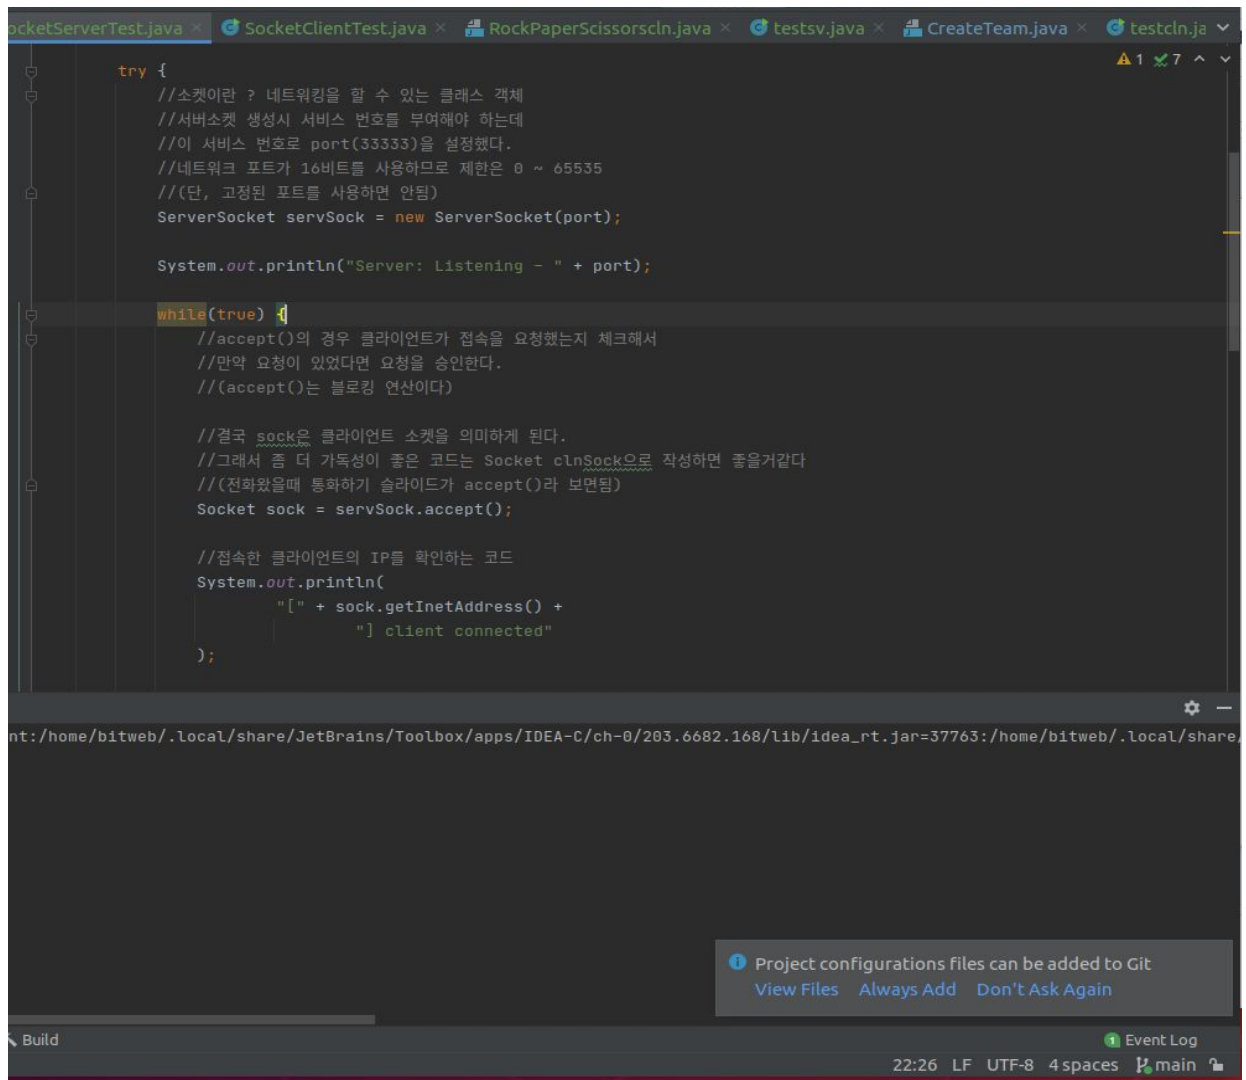 ocketServerTest.java SocketClientTest.java RockPaperScissorscln.java testsv.java CreateTeam.java testcln.ja
1 7
try {
//소켓이란 ? 네트워킹을 할 수 있는 클래스 객체
//서버소켓 생성시 서비스 번호를 부여해야 하는데
//이 서비스 번호로 port(33333)을 설정했다.
//네트워크 포트가 16비트를 사용하므로 제한은 0 ~ 65535
//(단, 고정된 포트를 사용하면 안됨)
ServerSocket servSock = new ServerSocket(port);
System.out.println("Server: Listening - " + port);
while(true) {
//accept()의 경우 클라이언트가 접속을 요청했는지 체크해서
//만약 요청이 있었다면 요청을 승인한다.
//(accept()는 블로킹 연산이다)
//결국 sock은 클라이언트 소켓을 의미하게 된다.
//그래서 좀 더 가독성이 좋은 코드는 Socket clnSock으로 작성하면 좋을거같다
//(전화왔을때 통화하기 슬라이드가 accept()라 보면됨)
Socket sock = servSock.accept();
//접속한 클라이언트의 IP를 확인하는 코드
System.out.println(
"[" + sock.getInetAddress() +
"] client connected"
);
nt:/home/bitweb/.local/share/JetBrains/Toolbox/apps/IDEA-C/ch-0/203.6682.168/lib/idea_rt.jar=37763:/home/bitweb/.local/share/
Project configurations files can be added to Git
View Files Always Add Don't Ask Again
Build
1 Event Log
22:26 LF UTF-8 4 spaces main